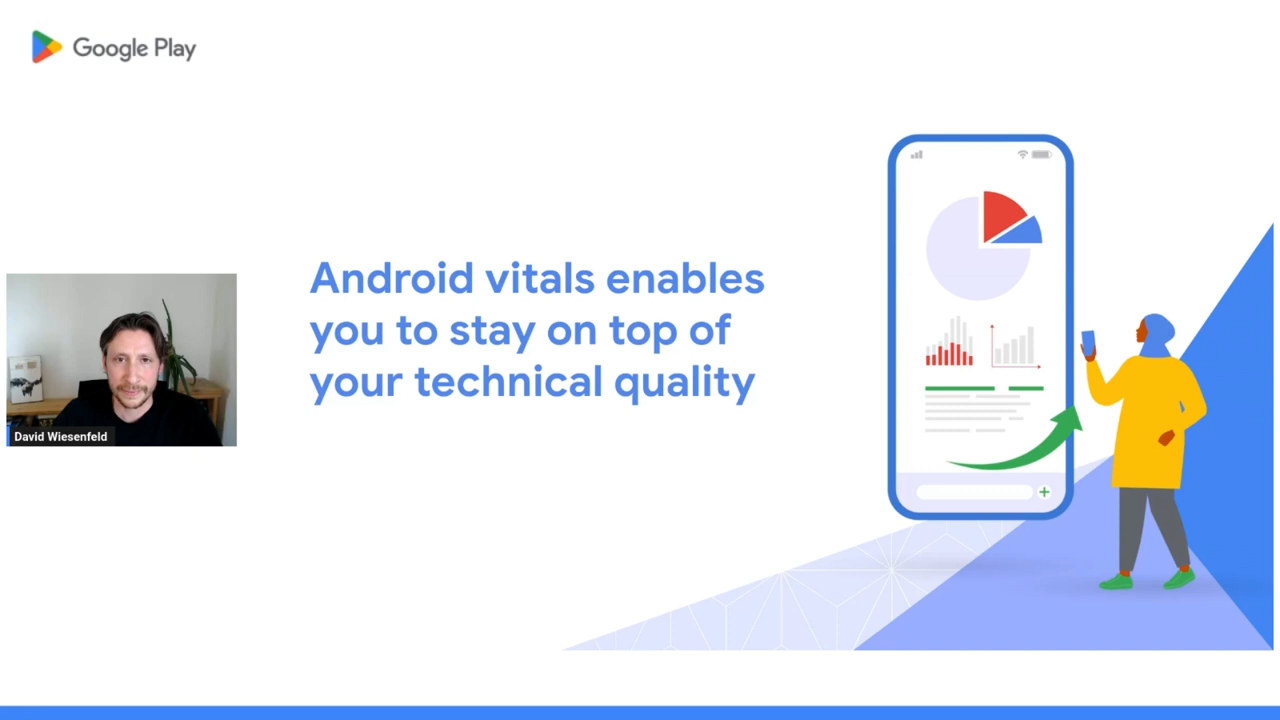 Google Play
Android vitals enables
you to stay on top of
your technical quality
David Wiesenfeld